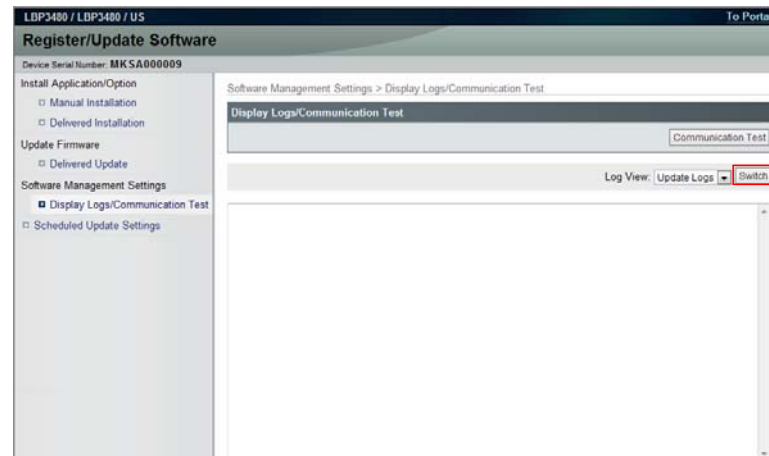 LBP3480 / LBP3480 / US
To Porta
Register/Update Software
Device Serial Number: MKSA000009
Install Application/Option
Manual Installation
Delivered Installation
Update Firmware
Delivered Update
Software Management Settings
Display Logs/Communication Test
Scheduled Update Settings
Software Management Settings > Display Logs/Communication Test
Display Logs/Communication Test
Communication Test
Log View: Update Logs Switch